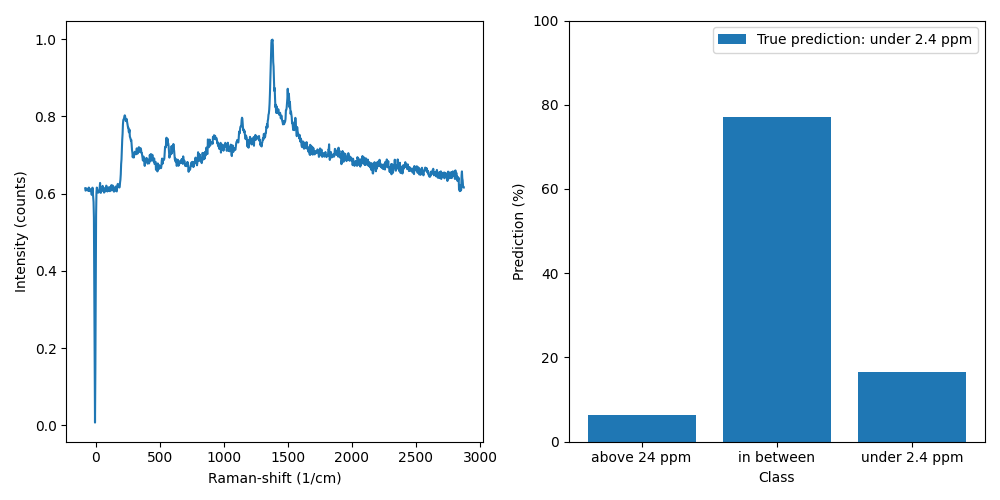 1.0
0.8
0.6
0.4
0.2
0.0
Intensity (counts)
0 500 1000 1500 2000 2500 3000
Raman-shift (1/cm)
True prediction: under 2.4 ppm
100
80
60
40
20
0
Prediction (%)
above 24 ppm in between under 2.4 ppm
Class